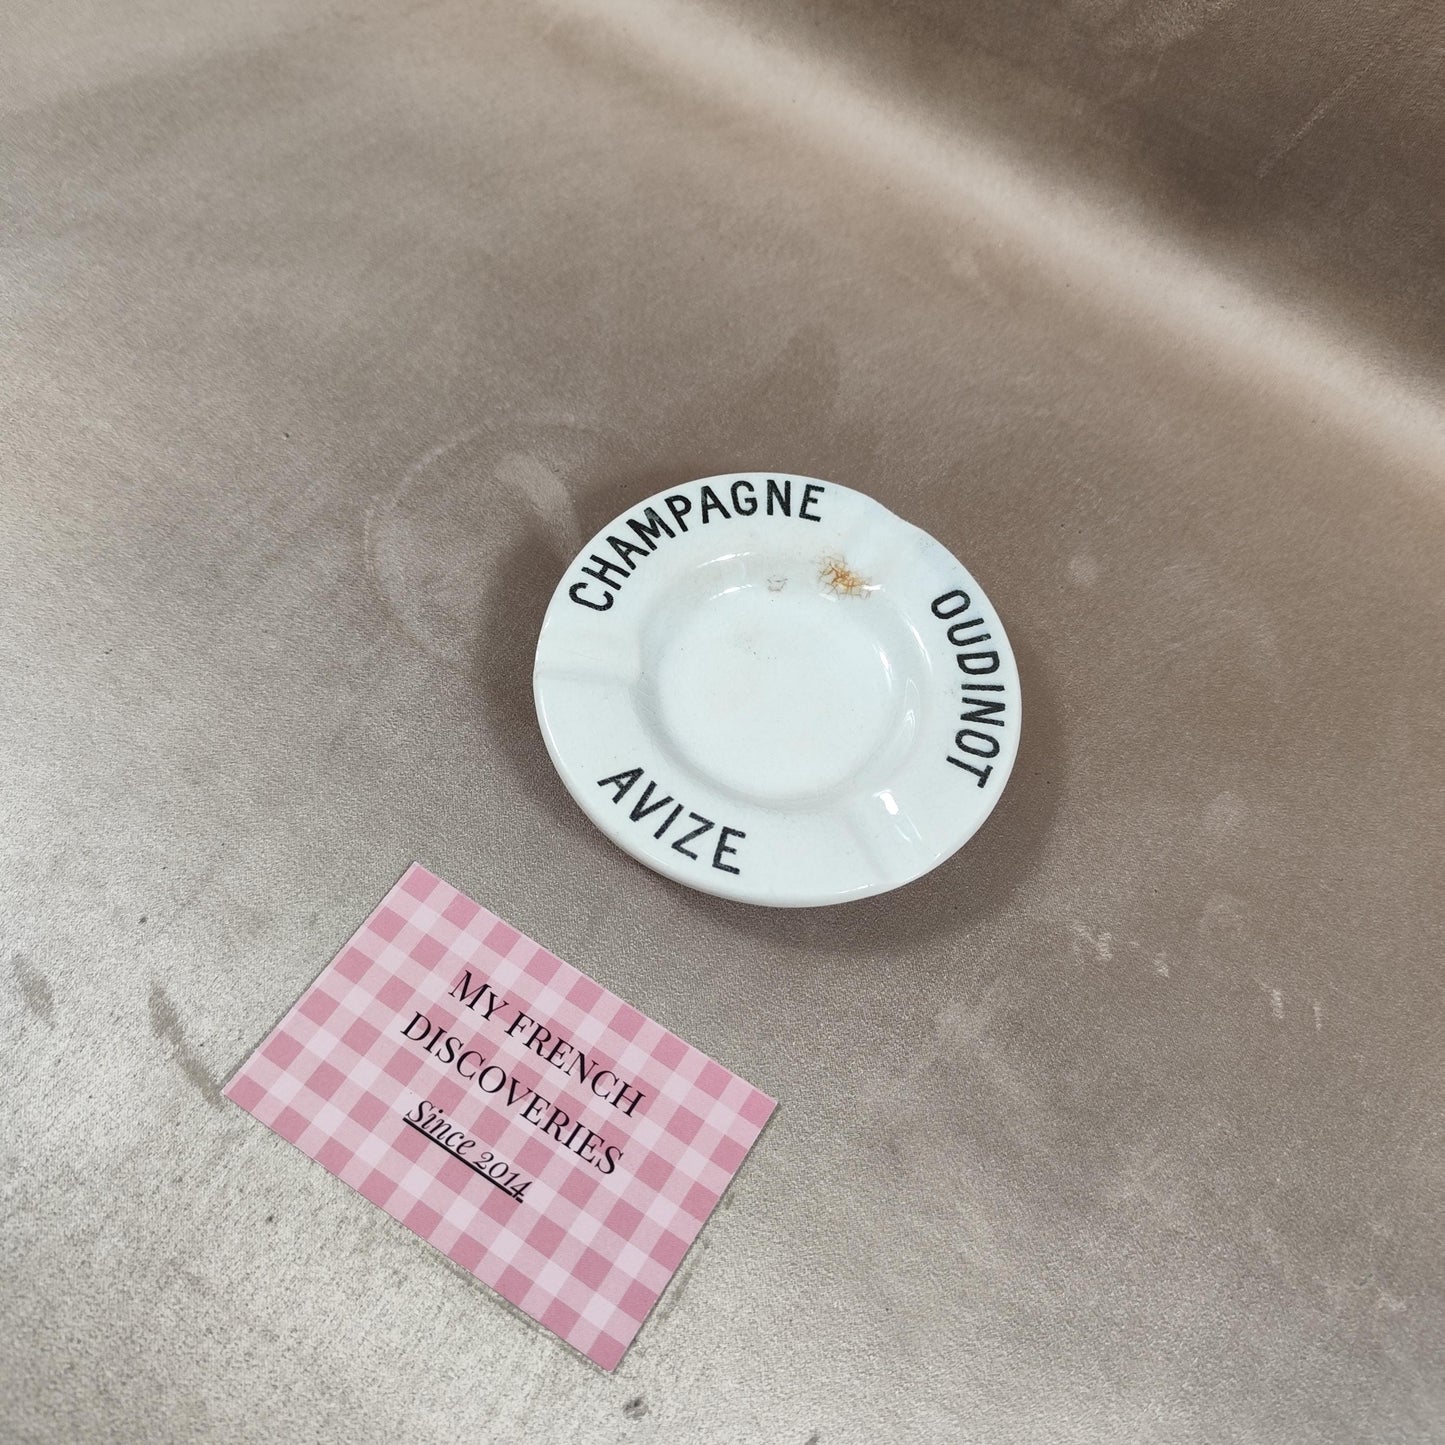 CHAMPAGNE
OUDINOT
AVIZE
MY FRENCH
DISCOVERIES
Since 2014